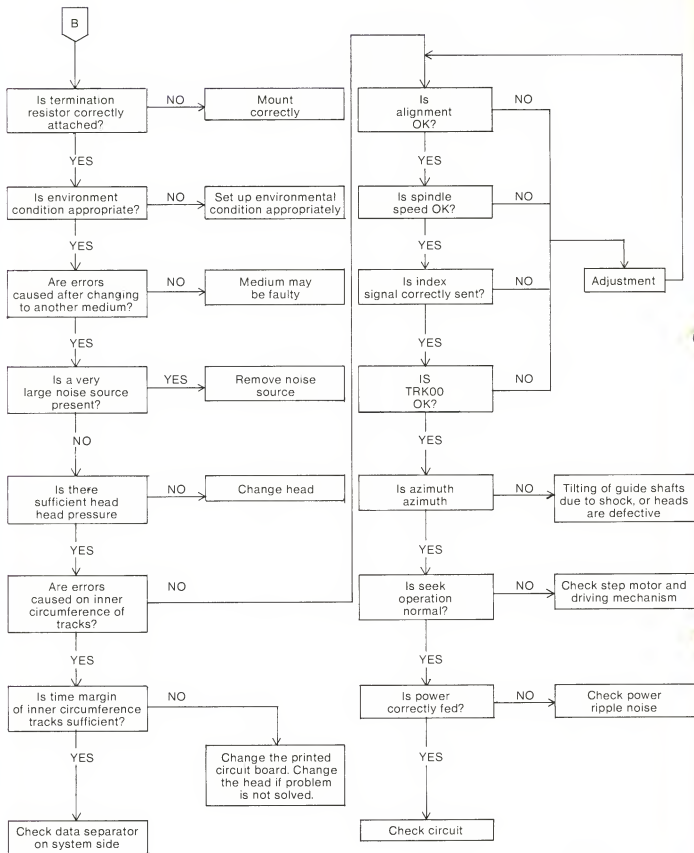 B
Is termination
resistor correctly
attached?
NO
Mount
correctly
YES
Is environment
condition appropriate?
NO
Set up environmental
condition appropriately
YES
Are errors
caused after changing
to another medium?
NO
Medium may
be faulty
YES
Is a very
large noise source
present?
YES
Remove noise
source
NO
Is there
sufficient head
head pressure
NO
Change head
YES
Are errors
caused on inner
circumference of
tracks?
NO
YES
Is time margin
of inner circumference
tracks sufficient?
NO
Change the printed
circuit board. Change
the head if problem
is not solved.
YES
Check data separator
on system side
Is
alignment
OK?
NO
YES
Is spindle
speed OK?
NO
YES
Is index
signal correctly sent?
NO
Adjustment
YES
IS
TRK00
OK?
NO
YES
Is azimuth
azimuth
NO
Tilting of guide shafts
due to shock, or heads
are defective
YES
Is seek
operation
normal?
NO
Check step motor and
driving mechanism
YES
Is power
correctly fed?
NO
Check power
ripple noise
YES
Check circuit